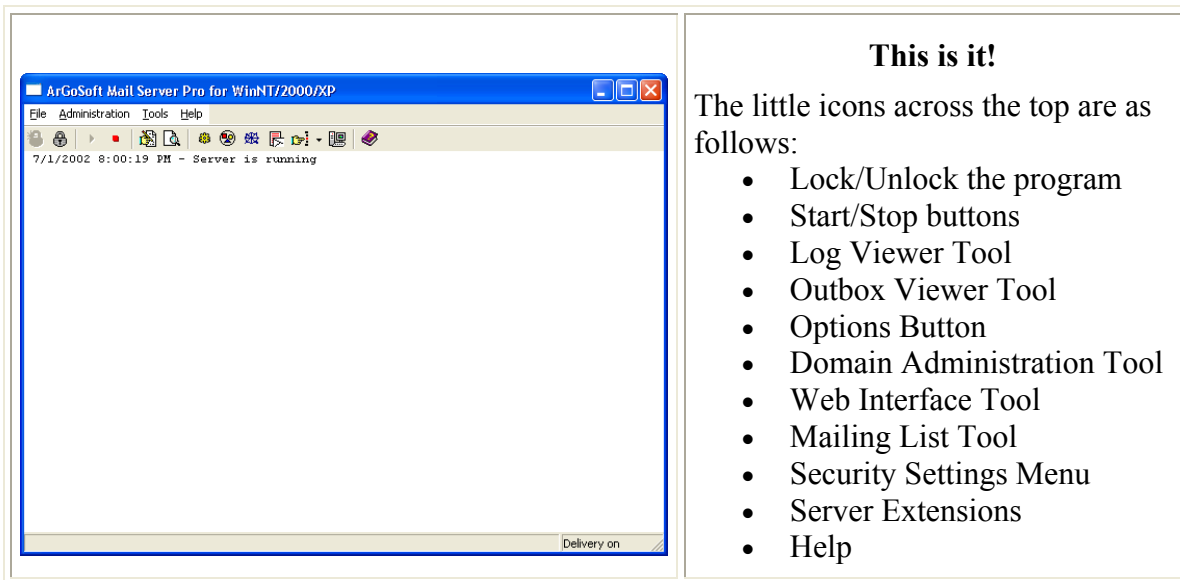 ArGoSoft Mail Server Pro for WinNT/2000/XP
File Administration Tools Help
7/1/2002 8:00:19 PM - Server is running
Delivery on
This is it!
The little icons across the top are as
follows:
• Lock/Unlock the program
• Start/Stop buttons
• Log Viewer Tool
• Outbox Viewer Tool
• Options Button
• Domain Administration Tool
• Web Interface Tool
• Mailing List Tool
• Security Settings Menu
• Server Extensions
• Help